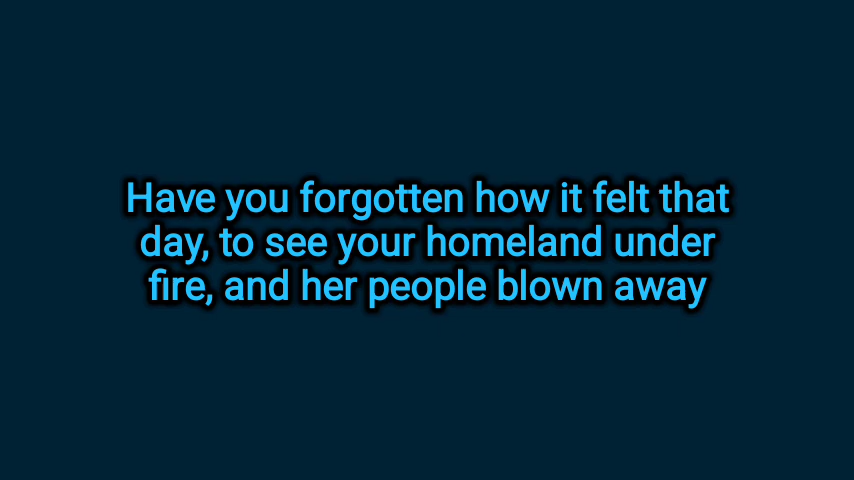 Have you forgotten how it felt that
day, to see your homeland under
fire, and her people blown away